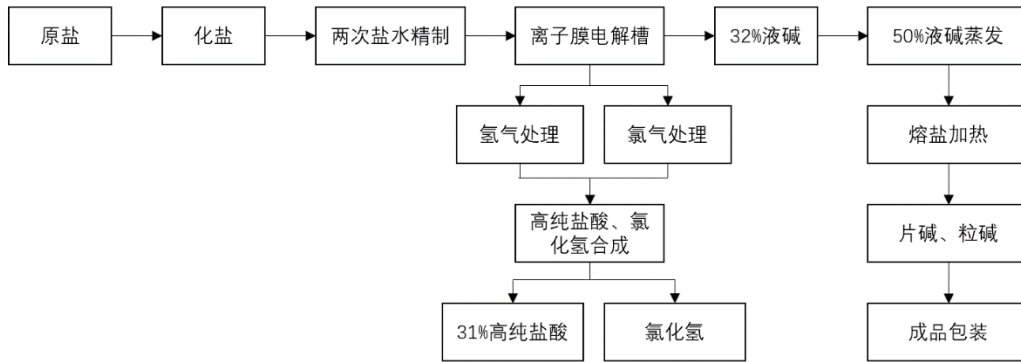 原盐
化盐
两次盐水精制
离子膜电解槽
32%液碱
50%液碱蒸发
氢气处理
氯气处理
熔盐加热
高纯盐酸、氯
化氢合成
片碱、粒碱
31%高纯盐酸
氯化氢
成品包装